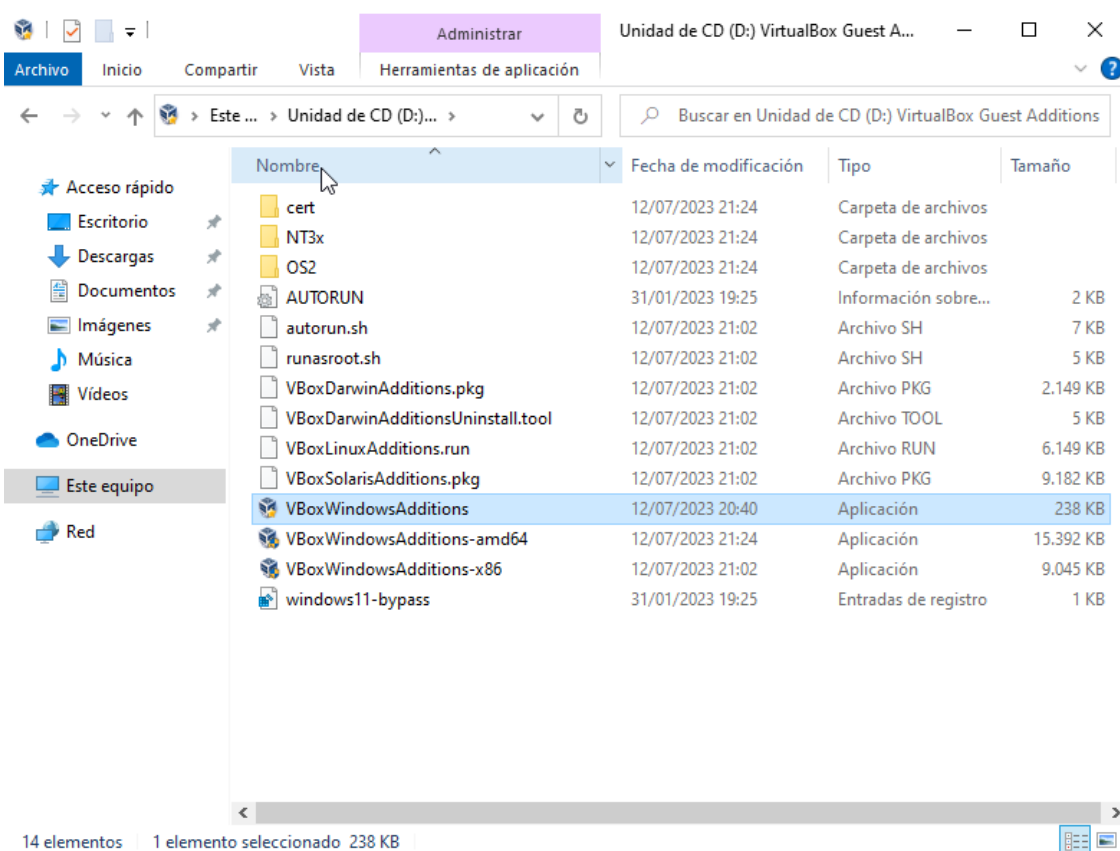 Administrar
Unidad de CD (D:) VirtualBox Guest A...
Archivo Inicio Compartir Vista Herramientas de aplicación
Este ... Unidad de CD (D:)...
Buscar en Unidad de CD (D:) VirtualBox Guest Additions
Acceso rápido
Escritorio
Descargas
Documentos
Imágenes
Música
Vídeos
OneDrive
Este equipo
Red
Nombre Fecha de modificación Tipo Tamaño
cert 12/07/2023 21:24 Carpeta de archivos
NT3x 12/07/2023 21:24 Carpeta de archivos
OS2 12/07/2023 21:24 Carpeta de archivos
AUTORUN 31/01/2023 19:25 Información sobre... 2 KB
autorun.sh 12/07/2023 21:02 Archivo SH 7 KB
runasroot.sh 12/07/2023 21:02 Archivo SH 5 KB
VBoxDarwinAdditions.pkg 12/07/2023 21:02 Archivo PKG 2.149 KB
VBoxDarwinAdditionsUninstall.tool 12/07/2023 21:02 Archivo TOOL 5 KB
VBoxLinuxAdditions.run 12/07/2023 21:02 Archivo RUN 6.149 KB
VBoxSolarisAdditions.pkg 12/07/2023 21:02 Archivo PKG 9.182 KB
VBoxWindowsAdditions 12/07/2023 20:40 Aplicación 238 KB
VBoxWindowsAdditions-amd64 12/07/2023 21:24 Aplicación 15.392 KB
VBoxWindowsAdditions-x86 12/07/2023 21:02 Aplicación 9.045 KB
windows11-bypass 31/01/2023 19:25 Entradas de registro 1 KB
14 elementos 1 elemento seleccionado 238 KB